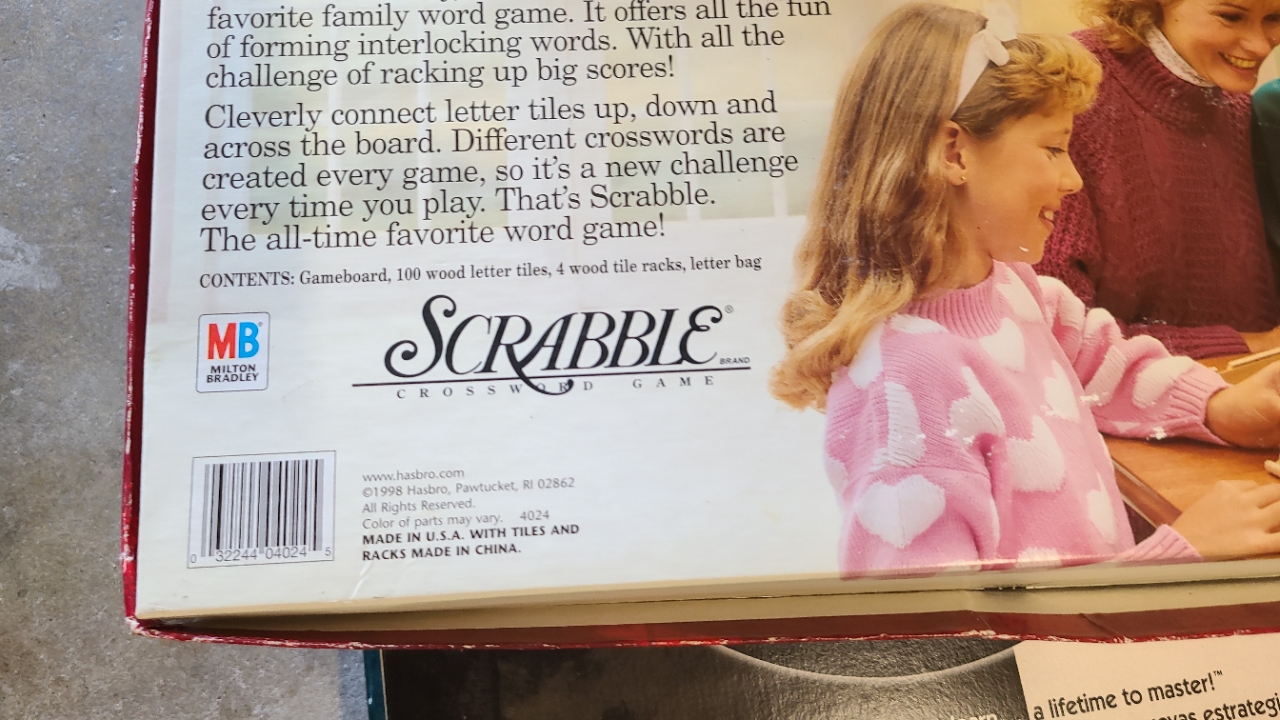 favorite family word game. It offers all the fun
of forming interlocking words. With all the
challenge of racking up big scores!
Cleverly connect letter tiles up, down and
across the board. Different crosswords are
created every game, so it's a new challenge
every time you play. That's Scrabble.
The all-time favorite word game!
CONTENTS: Gameboard, 100 wood letter tiles, 4 wood tile racks, letter bag
MB®
MILTON
BRADLEY
SCRABBLE®
BRAND
CROSSWORD GAME
www.hasbro.com
©1998 Hasbro, Pawtucket, RI 02862
All Rights Reserved.
Color of parts may vary. 4024
MADE IN U.S.A. WITH TILES AND
RACKS MADE IN CHINA.
0 32244 04024 5
a lifetime to master!™